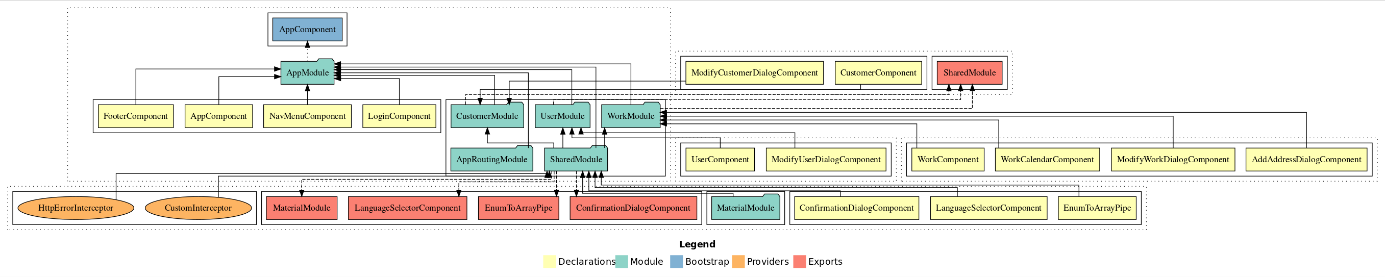 AppComponent
AppModule
ModifyCustomerDialogComponent
CustomerComponent
SharedModule
FooterComponent
AppComponent
NavMenuComponent
LoginComponent
CustomerModule
UserModule
WorkModule
AppRoutingModule
SharedModule
UserComponent
ModifyUserDialogComponent
WorkComponent
WorkCalendarComponent
ModifyWorkDialogComponent
AddAddressDialogComponent
HttpErrorInterceptor
CustomInterceptor
MaterialModule
LanguageSelectorComponent
EnumToArrayPipe
ConfirmationDialogComponent
MaterialModule
ConfirmationDialogComponent
LanguageSelectorComponent
EnumToArrayPipe
Legend
Declarations
Module
Bootstrap
Providers
Exports